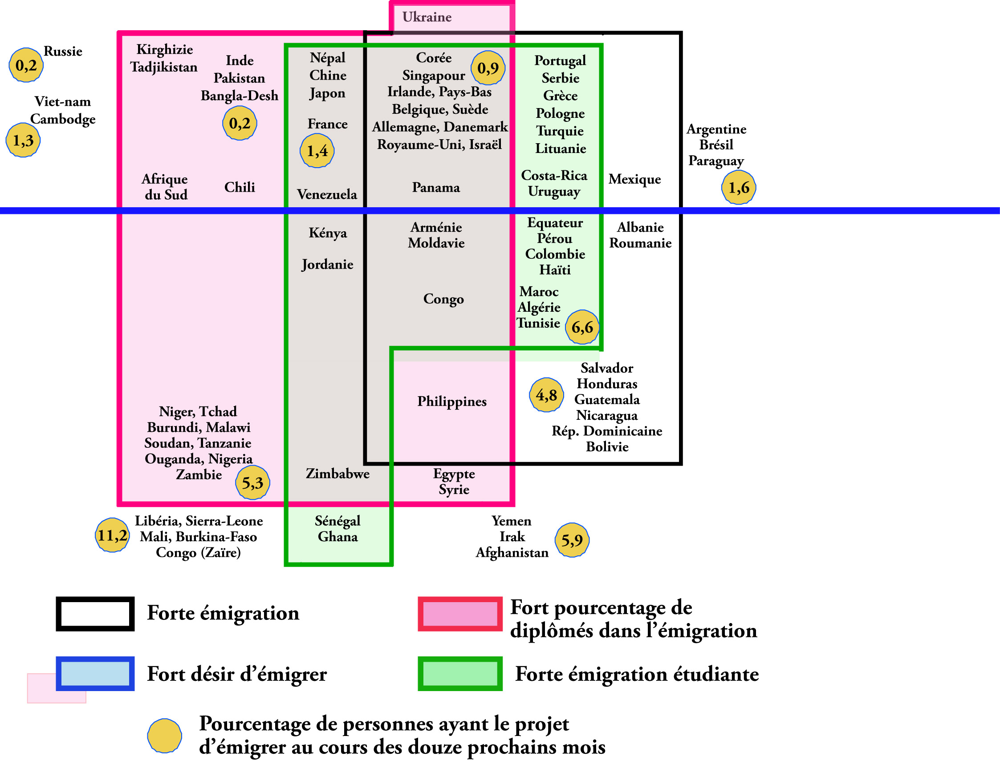 Ukraine
Russie
0,2
Viet-nam
Cambodge
1,3
Kirghizie
Tadjikistan
Inde
Pakistan
Bangla-Desh
0,2
Afrique
du Sud
Chili
Népal
Chine
Japon
France
1,4
Venezuela
Corée
Singapour
0,9
Irlande, Pays-Bas
Belgique, Suède
Allemagne, Danemark
Royaume-Uni, Israël
Panama
Portugal
Serbie
Grèce
Pologne
Turquie
Lituanie
Costa-Rica
Uruguay
Mexique
Argentine
Brésil
Paraguay
1,6
Kénya
Jordanie
Arménie
Moldavie
Congo
Equateur
Pérou
Colombie
Haïti
Maroc
Algérie
Tunisie
6,6
Albanie
Roumanie
Niger, Tchad
Burundi, Malawi
Soudan, Tanzanie
Ouganda, Nigeria
Zambie
5,3
Zimbabwe
Philippines
Egypte
Syrie
4,8
Salvador
Honduras
Guatemala
Nicaragua
Rép. Dominicaine
Bolivie
11,2
Libéria, Sierra-Leone
Mali, Burkina-Faso
Congo (Zaïre)
Sénégal
Ghana
Yemen
Irak
Afghanistan
5,9
Forte émigration
Fort pourcentage de
diplômés dans l’émigration
Fort désir d’émigrer
Forte émigration étudiante
Pourcentage de personnes ayant le projet
d’émigrer au cours des douze prochains mois